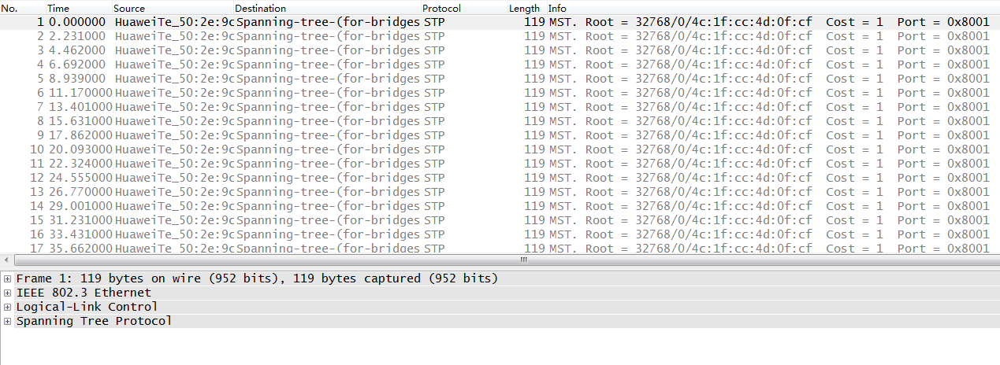 No. Time Source Destination Protocol Length Info
1 0.000000 HuaweiTe_50:2e:9c Spanning-tree-(for-bridges STP 119 MST. Root = 32768/0/4c:1f:cc:4d:0f:cf Cost = 1 Port = 0x8001
2 2.231000 HuaweiTe_50:2e:9c Spanning-tree-(for-bridges STP 119 MST. Root = 32768/0/4c:1f:cc:4d:0f:cf Cost = 1 Port = 0x8001
3 4.462000 HuaweiTe_50:2e:9c Spanning-tree-(for-bridges STP 119 MST. Root = 32768/0/4c:1f:cc:4d:0f:cf Cost = 1 Port = 0x8001
4 6.692000 HuaweiTe_50:2e:9c Spanning-tree-(for-bridges STP 119 MST. Root = 32768/0/4c:1f:cc:4d:0f:cf Cost = 1 Port = 0x8001
5 8.939000 HuaweiTe_50:2e:9c Spanning-tree-(for-bridges STP 119 MST. Root = 32768/0/4c:1f:cc:4d:0f:cf Cost = 1 Port = 0x8001
6 11.170000 HuaweiTe_50:2e:9c Spanning-tree-(for-bridges STP 119 MST. Root = 32768/0/4c:1f:cc:4d:0f:cf Cost = 1 Port = 0x8001
7 13.401000 HuaweiTe_50:2e:9c Spanning-tree-(for-bridges STP 119 MST. Root = 32768/0/4c:1f:cc:4d:0f:cf Cost = 1 Port = 0x8001
8 15.631000 HuaweiTe_50:2e:9c Spanning-tree-(for-bridges STP 119 MST. Root = 32768/0/4c:1f:cc:4d:0f:cf Cost = 1 Port = 0x8001
9 17.862000 HuaweiTe_50:2e:9c Spanning-tree-(for-bridges STP 119 MST. Root = 32768/0/4c:1f:cc:4d:0f:cf Cost = 1 Port = 0x8001
10 20.093000 HuaweiTe_50:2e:9c Spanning-tree-(for-bridges STP 119 MST. Root = 32768/0/4c:1f:cc:4d:0f:cf Cost = 1 Port = 0x8001
11 22.324000 HuaweiTe_50:2e:9c Spanning-tree-(for-bridges STP 119 MST. Root = 32768/0/4c:1f:cc:4d:0f:cf Cost = 1 Port = 0x8001
12 24.555000 HuaweiTe_50:2e:9c Spanning-tree-(for-bridges STP 119 MST. Root = 32768/0/4c:1f:cc:4d:0f:cf Cost = 1 Port = 0x8001
13 26.770000 HuaweiTe_50:2e:9c Spanning-tree-(for-bridges STP 119 MST. Root = 32768/0/4c:1f:cc:4d:0f:cf Cost = 1 Port = 0x8001
14 29.001000 HuaweiTe_50:2e:9c Spanning-tree-(for-bridges STP 119 MST. Root = 32768/0/4c:1f:cc:4d:0f:cf Cost = 1 Port = 0x8001
15 31.231000 HuaweiTe_50:2e:9c Spanning-tree-(for-bridges STP 119 MST. Root = 32768/0/4c:1f:cc:4d:0f:cf Cost = 1 Port = 0x8001
16 33.431000 HuaweiTe_50:2e:9c Spanning-tree-(for-bridges STP 119 MST. Root = 32768/0/4c:1f:cc:4d:0f:cf Cost = 1 Port = 0x8001
17 35.662000 HuaweiTe_50:2e:9c Spanning-tree-(for-bridges STP 119 MST. Root = 32768/0/4c:1f:cc:4d:0f:cf Cost = 1 Port = 0x8001
Frame 1: 119 bytes on wire (952 bits), 119 bytes captured (952 bits)
IEEE 802.3 Ethernet
Logical-Link Control
Spanning Tree Protocol